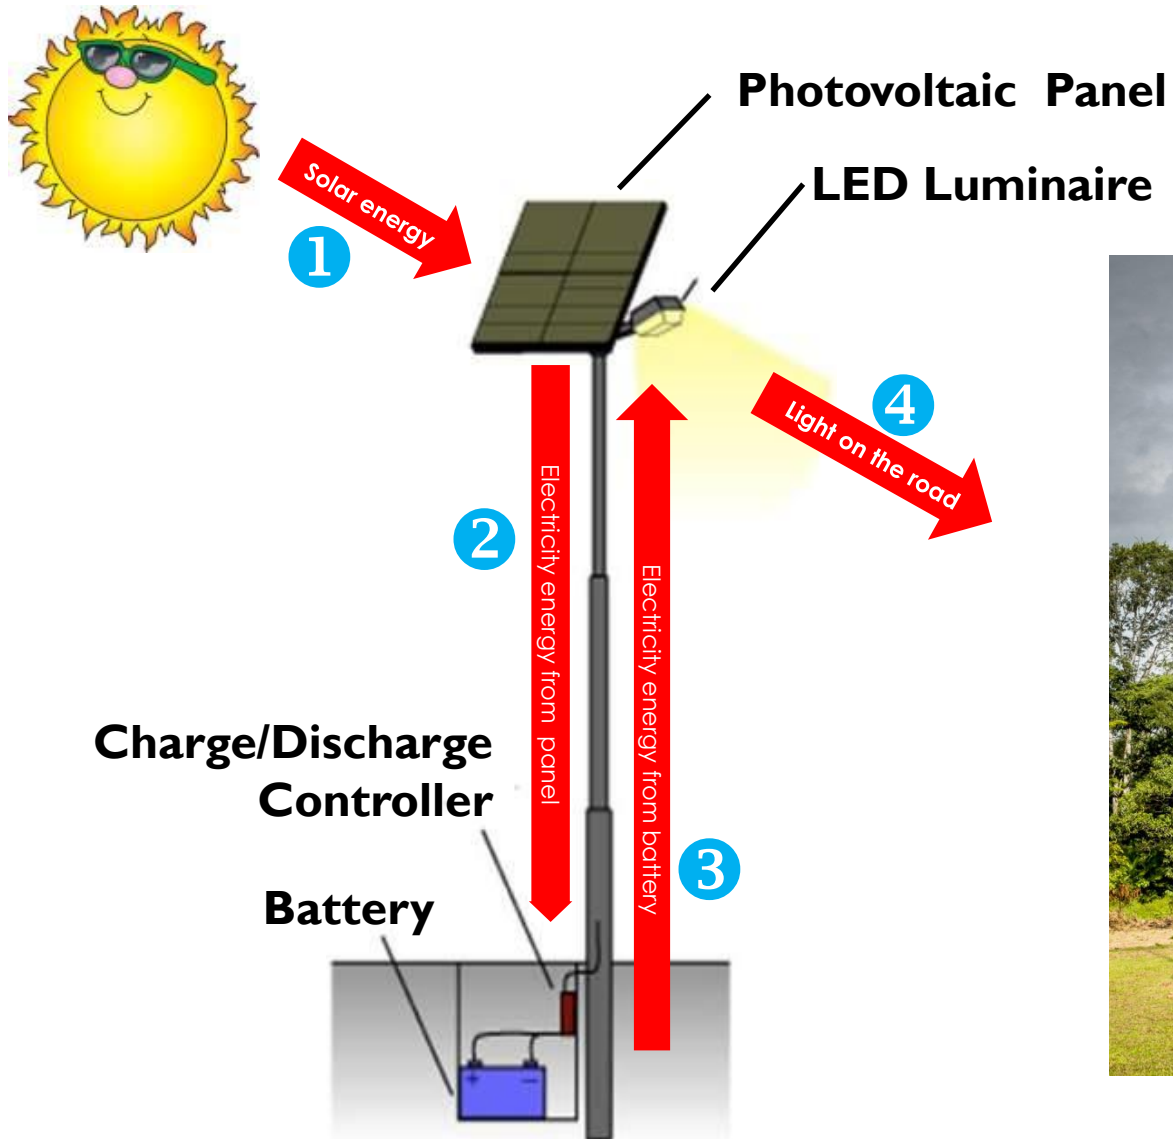 Photovoltaic Panel
LED Luminaire
Solar energy
1
4
Light on the road
2
Electricity energy from panel
Electricity energy from battery
3
Charge/Discharge
Controller
Battery
+
−